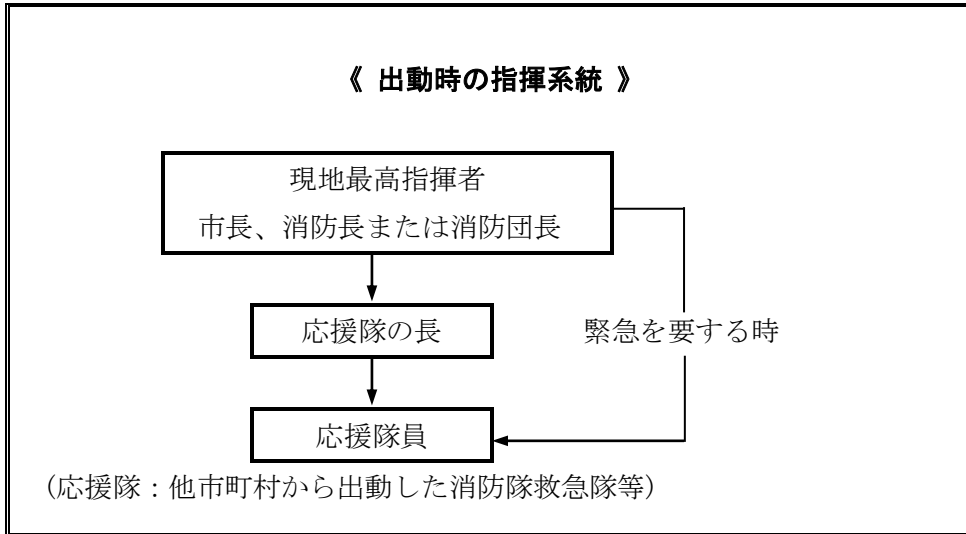 《 出動時の指揮系統 》
現地最高指揮者
市長、消防長または消防団長
応援隊の長
緊急を要する時
応援隊員
（応援隊：他市町村から出動した消防隊救急隊等）